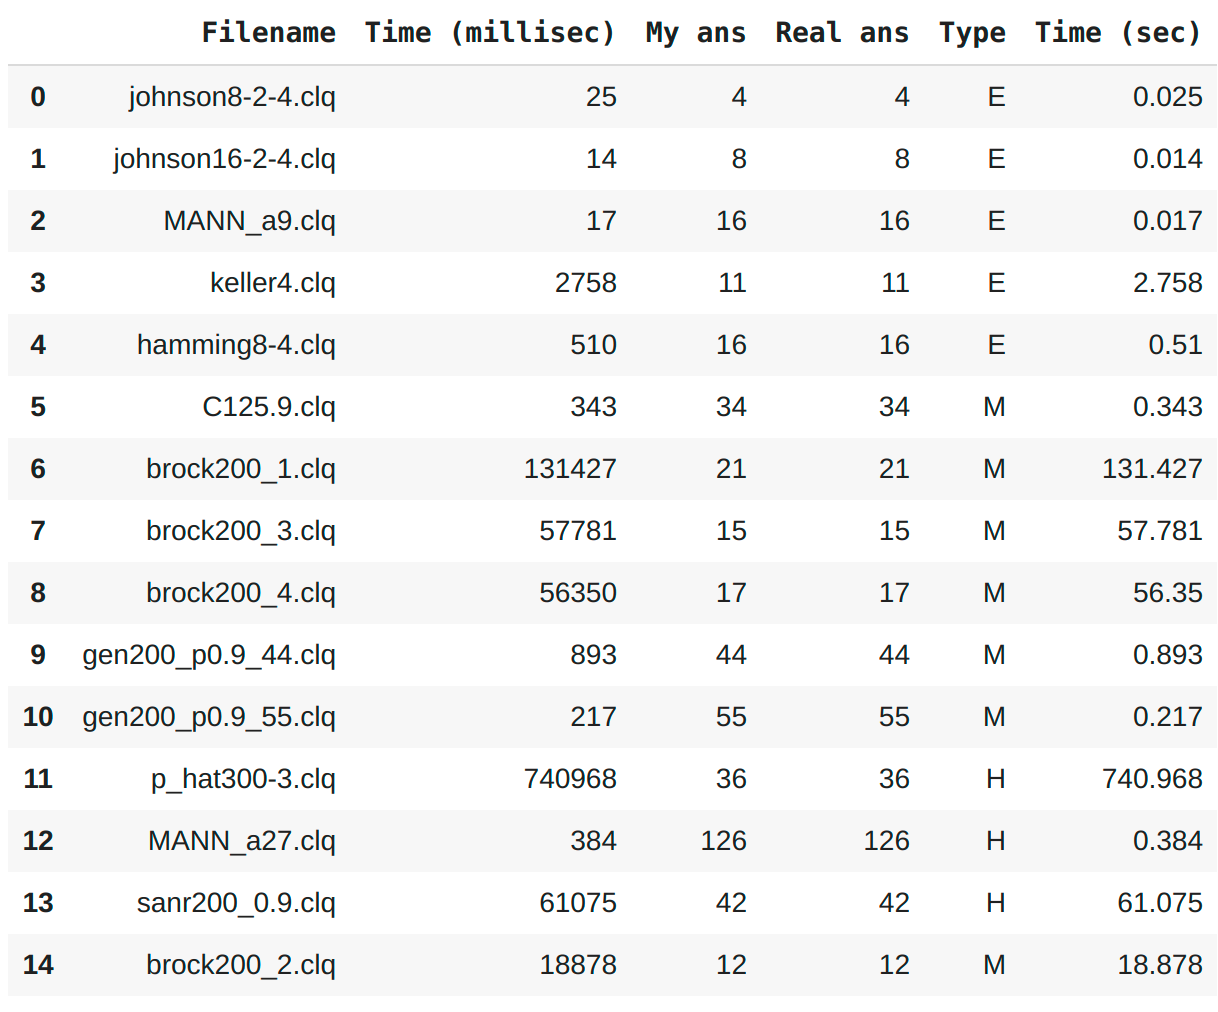 Filename Time (millisec) My ans Real ans Type Time (sec)
0 johnson8-2-4.clq 25 4 4 E 0.025
1 johnson16-2-4.clq 14 8 8 E 0.014
2 MANN_a9.clq 17 16 16 E 0.017
3 keller4.clq 2758 11 11 E 2.758
4 hamming8-4.clq 510 16 16 E 0.51
5 C125.9.clq 343 34 34 M 0.343
6 brock200_1.clq 131427 21 21 M 131.427
7 brock200_3.clq 57781 15 15 M 57.781
8 brock200_4.clq 56350 17 17 M 56.35
9 gen200_p0.9_44.clq 893 44 44 M 0.893
10 gen200_p0.9_55.clq 217 55 55 M 0.217
11 p_hat300-3.clq 740968 36 36 H 740.968
12 MANN_a27.clq 384 126 126 H 0.384
13 sanr200_0.9.clq 61075 42 42 H 61.075
14 brock200_2.clq 18878 12 12 M 18.878